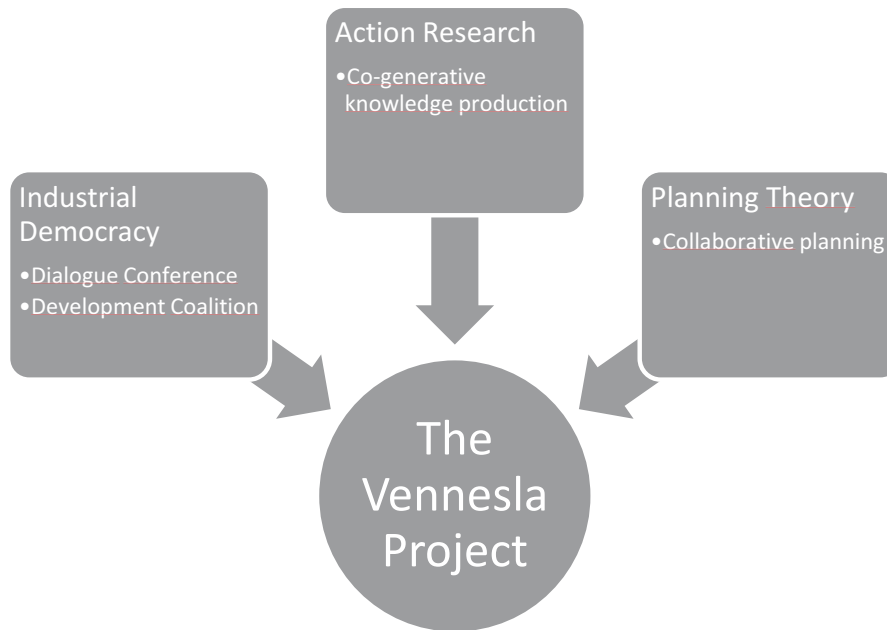 Action Research
•Co-generative
knowledge production
Industrial
Democracy
•Dialogue Conference
•Development Coalition
Planning Theory
•Collaborative planning
The
Vennesla
Project